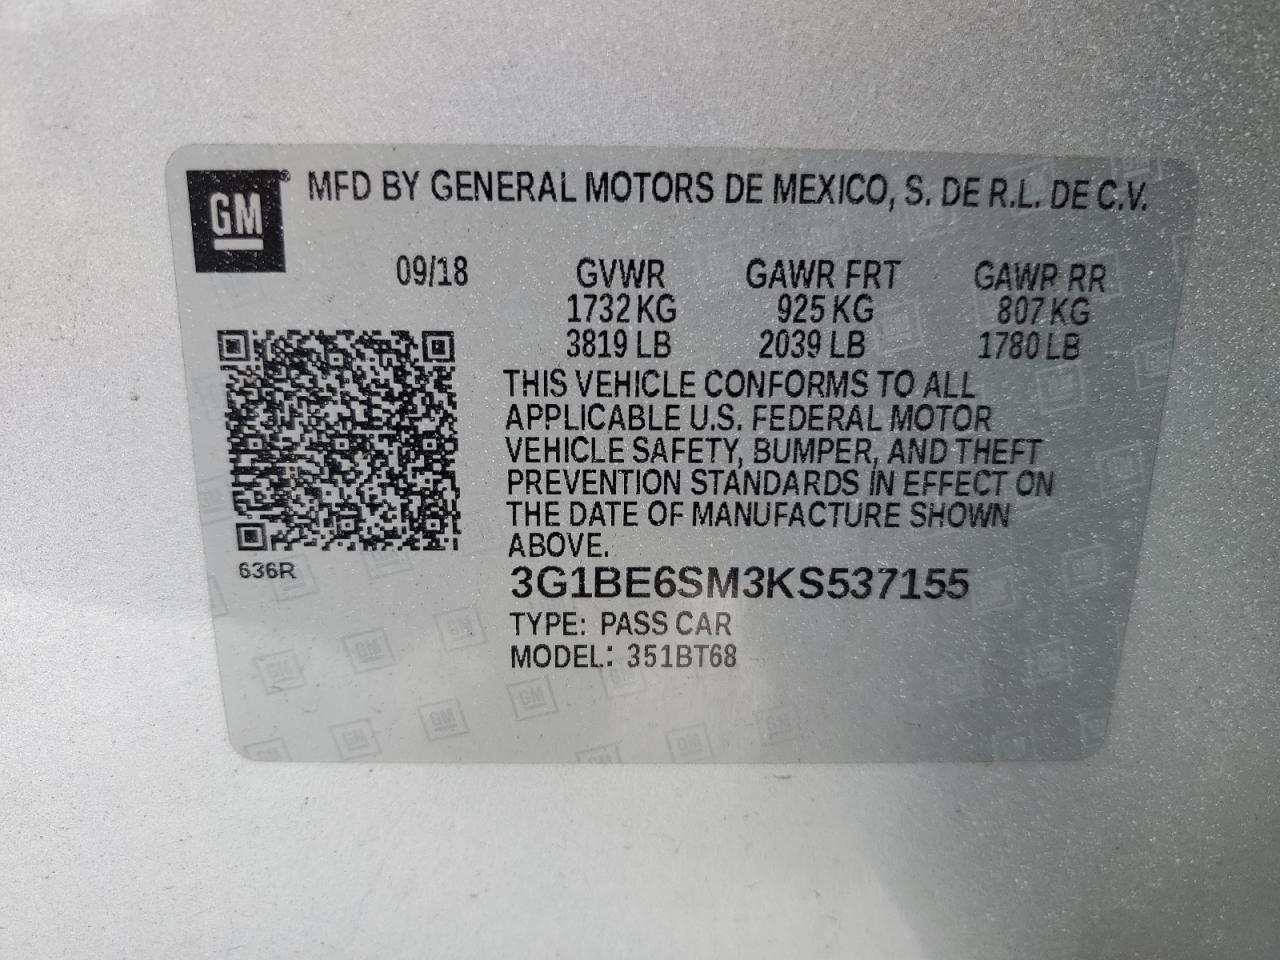 GM® MFD BY GENERAL MOTORS DE MEXICO, S. DE R.L. DE C.V.
09/18 GVWR GAWR FRT GAWR RR
1732 KG 925 KG 807 KG
3819 LB 2039 LB 1780 LB
THIS VEHICLE CONFORMS TO ALL
APPLICABLE U.S. FEDERAL MOTOR
VEHICLE SAFETY, BUMPER, AND THEFT
PREVENTION STANDARDS IN EFFECT ON
THE DATE OF MANUFACTURE SHOWN
ABOVE.
636R
3G1BE6SM3KS537155
TYPE: PASS CAR
MODEL: 351BT68